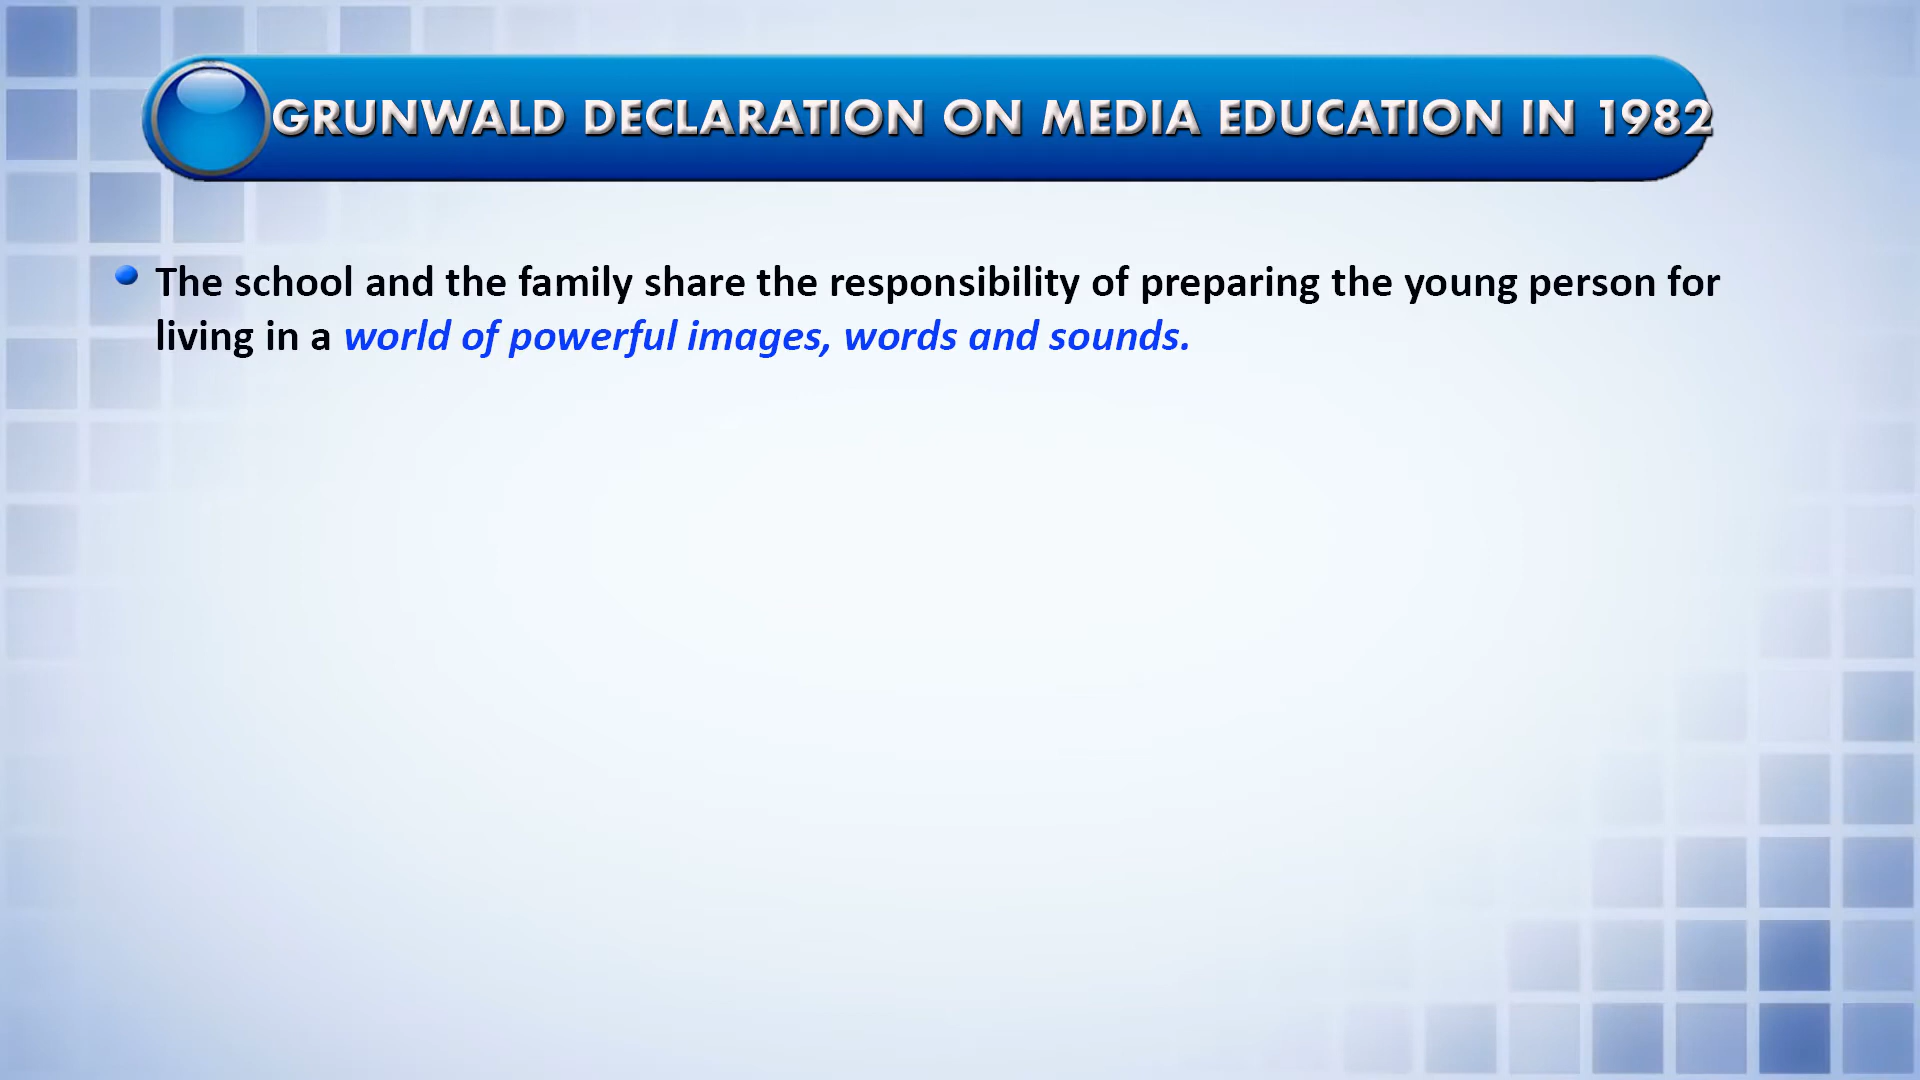 GRUNWALD DECLARATION ON MEDIA EDUCATION IN 1982
The school and the family share the responsibility of preparing the young person for
living in a world of powerful images, words and sounds.